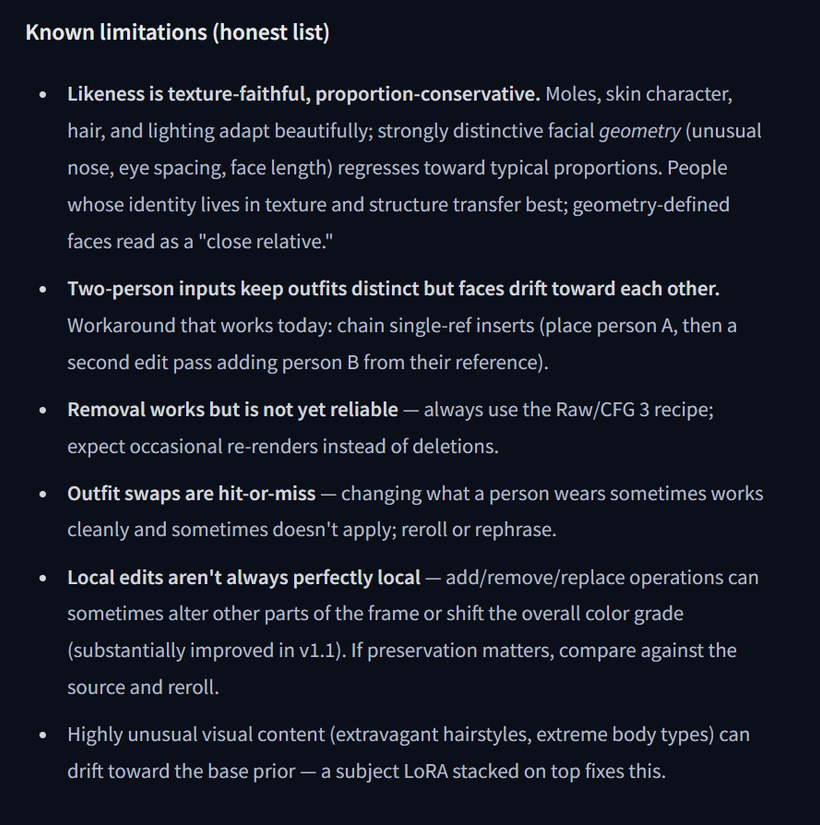 Known limitations (honest list)
• Likeness is texture-faithful, proportion-conservative. Moles, skin character,
hair, and lighting adapt beautifully; strongly distinctive facial geometry (unusual
nose, eye spacing, face length) regresses toward typical proportions. People
whose identity lives in texture and structure transfer best; geometry-defined
faces read as a "close relative."
• Two-person inputs keep outfits distinct but faces drift toward each other.
Workaround that works today: chain single-ref inserts (place person A, then a
second edit pass adding person B from their reference).
• Removal works but is not yet reliable — always use the Raw/CFG 3 recipe;
expect occasional re-renders instead of deletions.
• Outfit swaps are hit-or-miss — changing what a person wears sometimes works
cleanly and sometimes doesn't apply; reroll or rephrase.
• Local edits aren't always perfectly local — add/remove/replace operations can
sometimes alter other parts of the frame or shift the overall color grade
(substantially improved in v1.1). If preservation matters, compare against the
source and reroll.
• Highly unusual visual content (extravagant hairstyles, extreme body types) can
drift toward the base prior — a subject LoRA stacked on top fixes this.